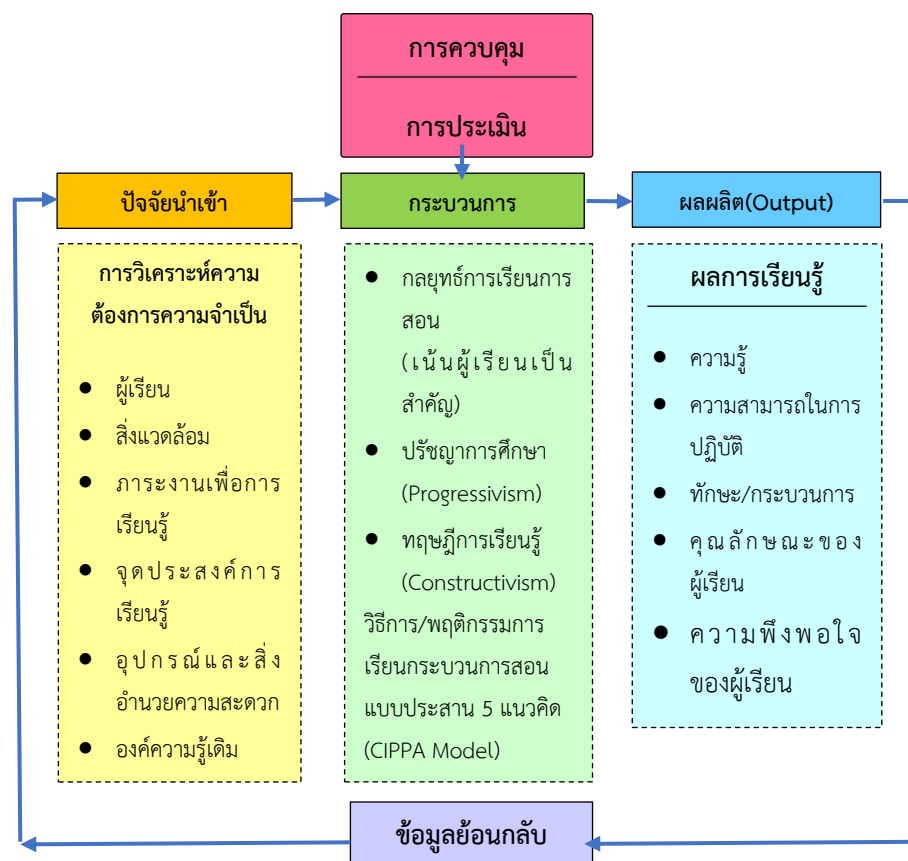 การควบคุม
การประเมิน
ปัจจัยนำเข้า
กระบวนการ
ผลผลิต(Output)
การวิเคราะห์ความ
ต้องการความจำเป็น
● ผู้เรียน
● สิ่งแวดล้อม
● ภาระงานเพื่อการ
เรียนรู้
● จุดประสงค์การ
เรียนรู้
● อุปกรณ์และสิ่ง
อำนวยความสะดวก
● องค์ความรู้เดิม
● กลยุทธ์การเรียนการ
สอน
(เน้นผู้เรียนเป็น
สำคัญ)
● ปรัชญาการศึกษา
(Progressivism)
● ทฤษฎีการเรียนรู้
(Constructivism)
วิธีการ/พฤติกรรมการ
เรียนกระบวนการสอน
แบบประสาน 5 แนวคิด
(CIPPA Model)
ผลการเรียนรู้
● ความรู้
● ความสามารถในการ
ปฏิบัติ
● ทักษะ/กระบวนการ
● คุณลักษณะของ
ผู้เรียน
● ความพึงพอใจ
ของผู้เรียน
ข้อมูลย้อนกลับ